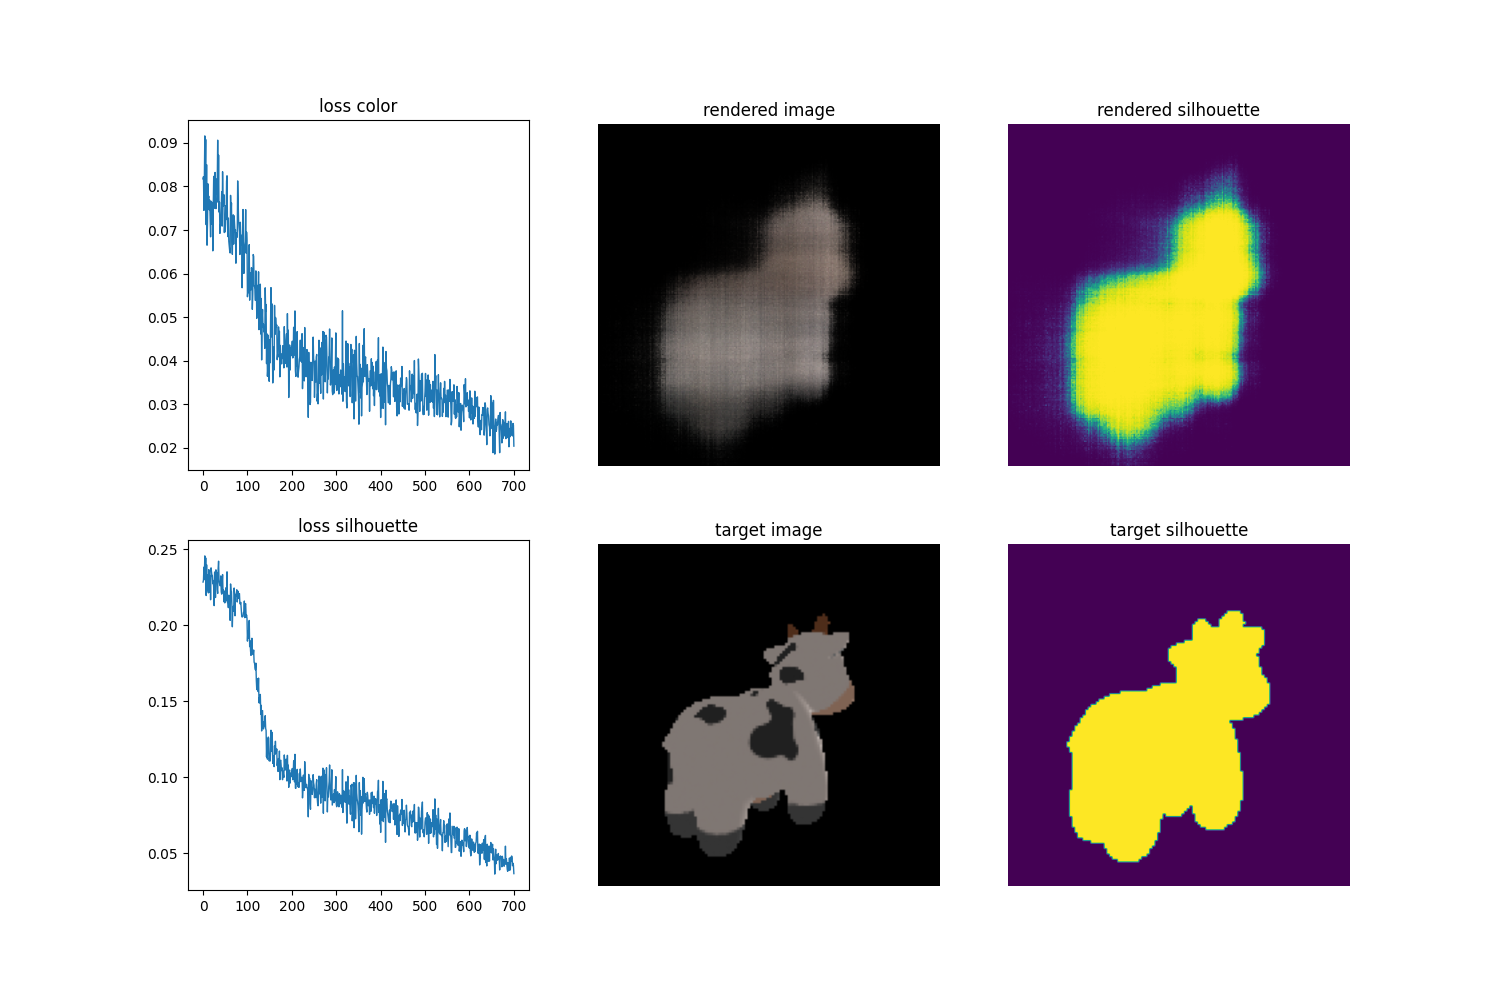 loss color
0.09
0.08
0.07
0.06
0.05
0.04
0.03
0.02
0 100 200 300 400 500 600 700
rendered image
rendered silhouette
loss silhouette
0.25
0.20
0.15
0.10
0.05
0 100 200 300 400 500 600 700
target image
target silhouette